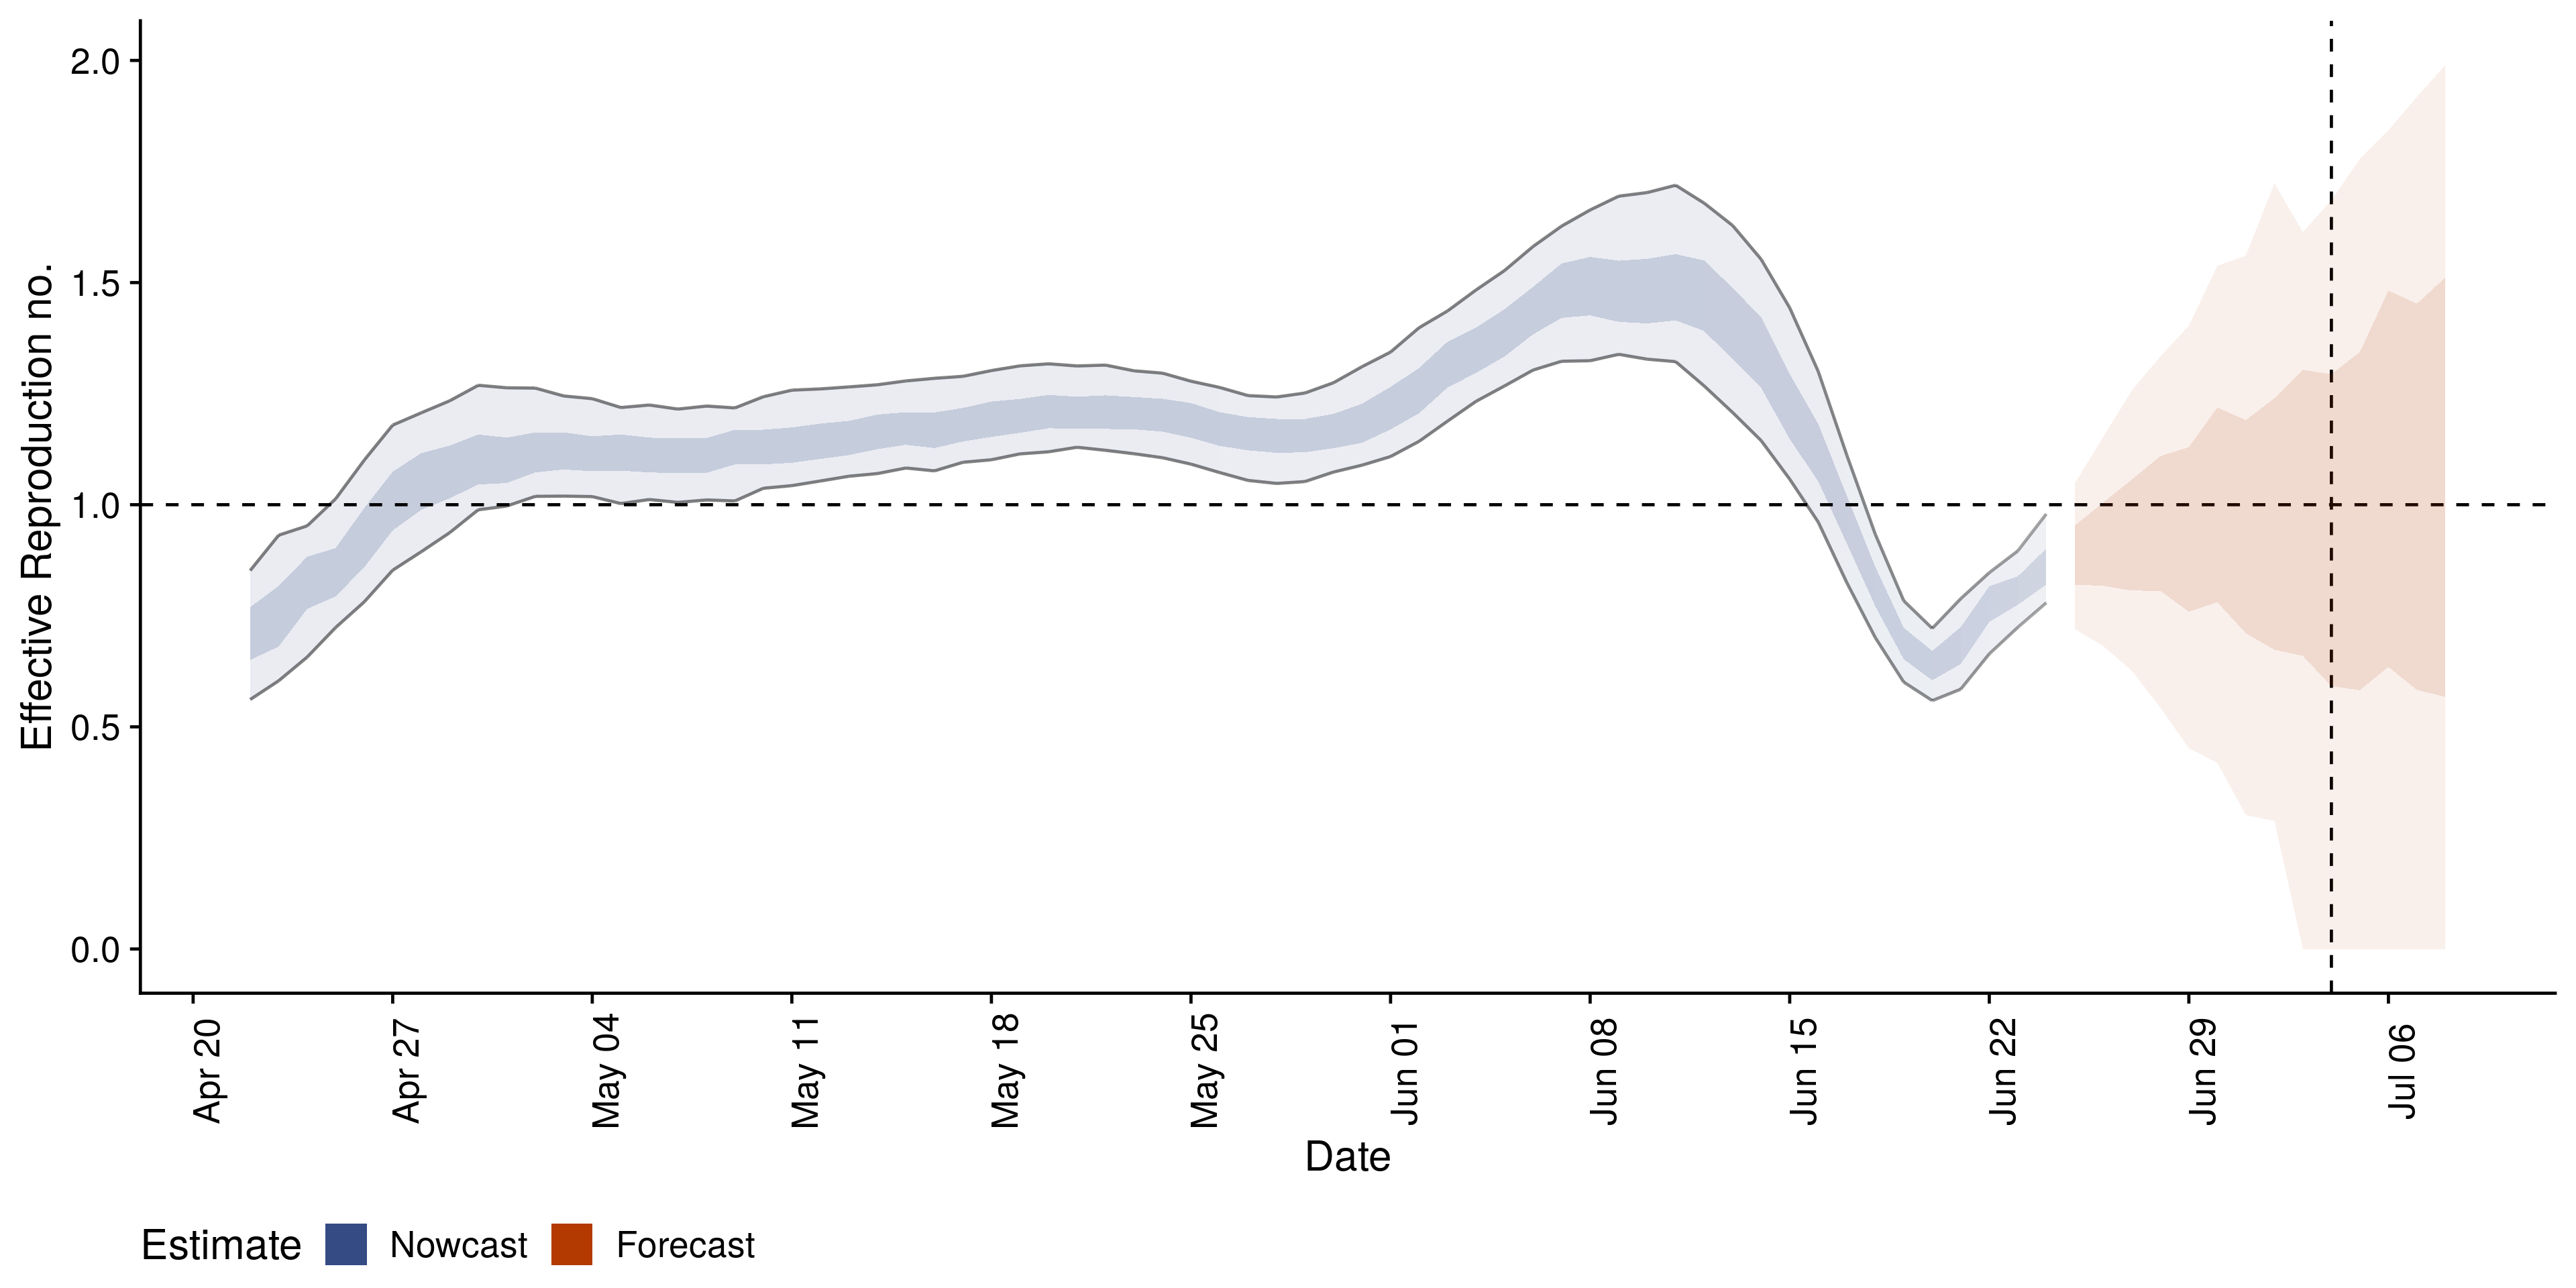 Effective Reproduction no.
2.0
1.5
1.0
0.5
0.0
Apr 20
Apr 27
May 04
May 11
May 18
May 25
Jun 01
Jun 08
Jun 15
Jun 22
Jun 29
Jul 06
Date
Estimate Nowcast Forecast